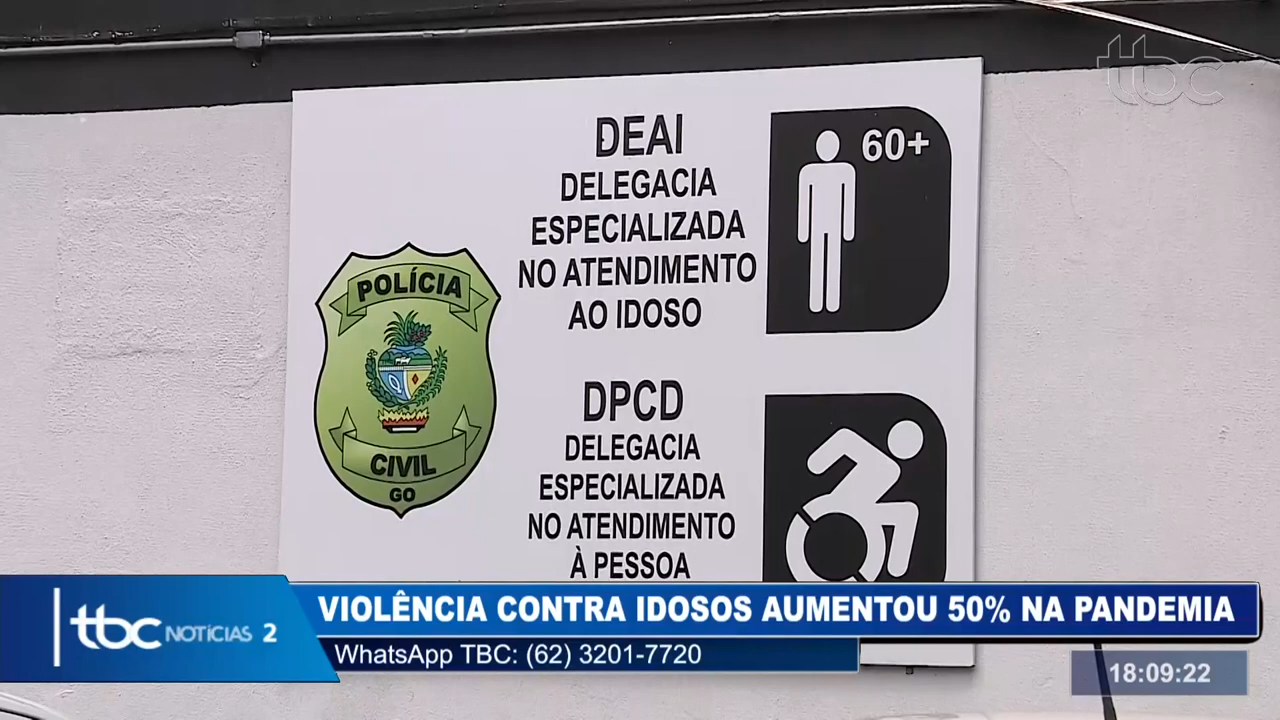 ttbc
DEAI
DELEGACIA
ESPECIALIZADA
NO ATENDIMENTO
AO IDOSO
60+
POLÍCIA
CIVIL
GO
DPCD
DELEGACIA
ESPECIALIZADA
NO ATENDIMENTO
À PESSOA
tbc NOTÍCIAS 2
VIOLÊNCIA CONTRA IDOSOS AUMENTOU 50% NA PANDEMIA
WhatsApp TBC: (62) 3201-7720
18:09:22